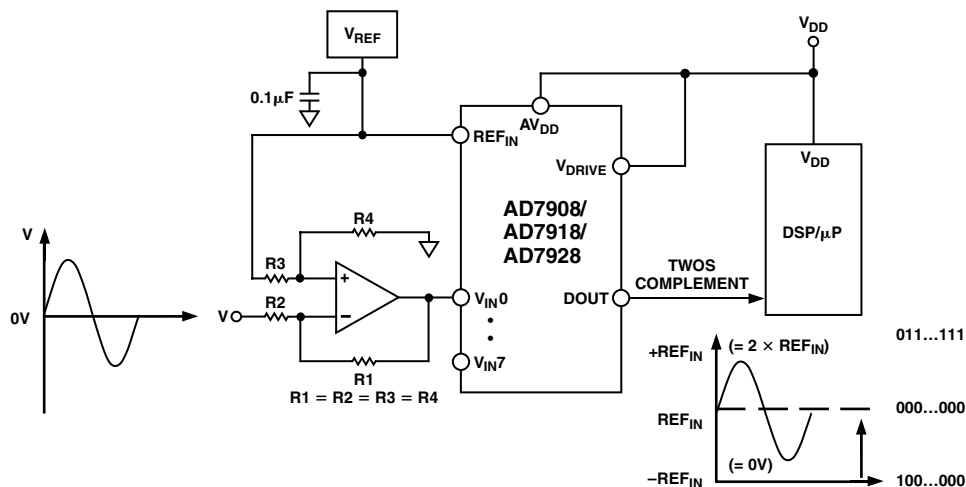 V_REF
V_DD
0.1µF
REF_IN
AV_DD
V_DRIVE
V_DD
AD7908/
AD7918/
AD7928
DSP/µP
V
R4
R3
+
R2
V
–
0V
V_IN0
DOUT
TWOS
COMPLEMENT
R1
V_IN7
R1 = R2 = R3 = R4
+REF_IN
(= 2 × REF_IN)
011…111
REF_IN
000…000
(= 0V)
–REF_IN
100…000